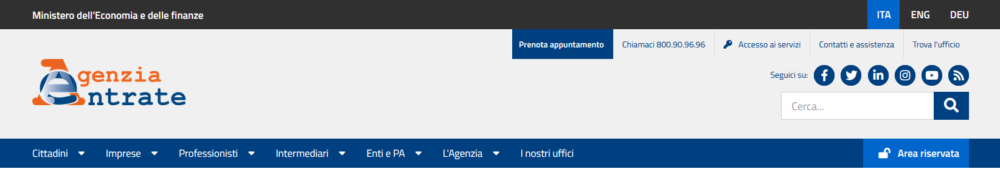 Ministero dell'Economia e delle finanze
ITA ENG DEU
Prenota appuntamento Chiamaci 800.90.96.96 Accesso ai servizi Contatti e assistenza Trova l'ufficio
Agenzia
Entrate
Seguici su:
Cerca...
Cittadini Imprese Professionisti Intermediari Enti e PA L'Agenzia I nostri uffici Area riservata